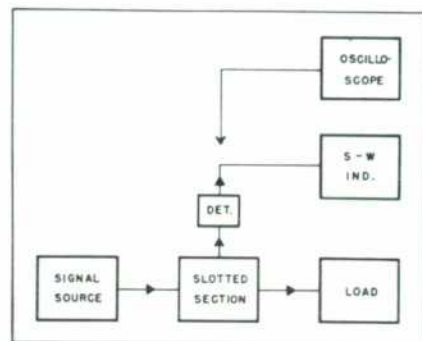 OSCILLO-
SCOPE
S-W
IND.
DET.
SIGNAL
SOURCE
SLOTTED
SECTION
LOAD